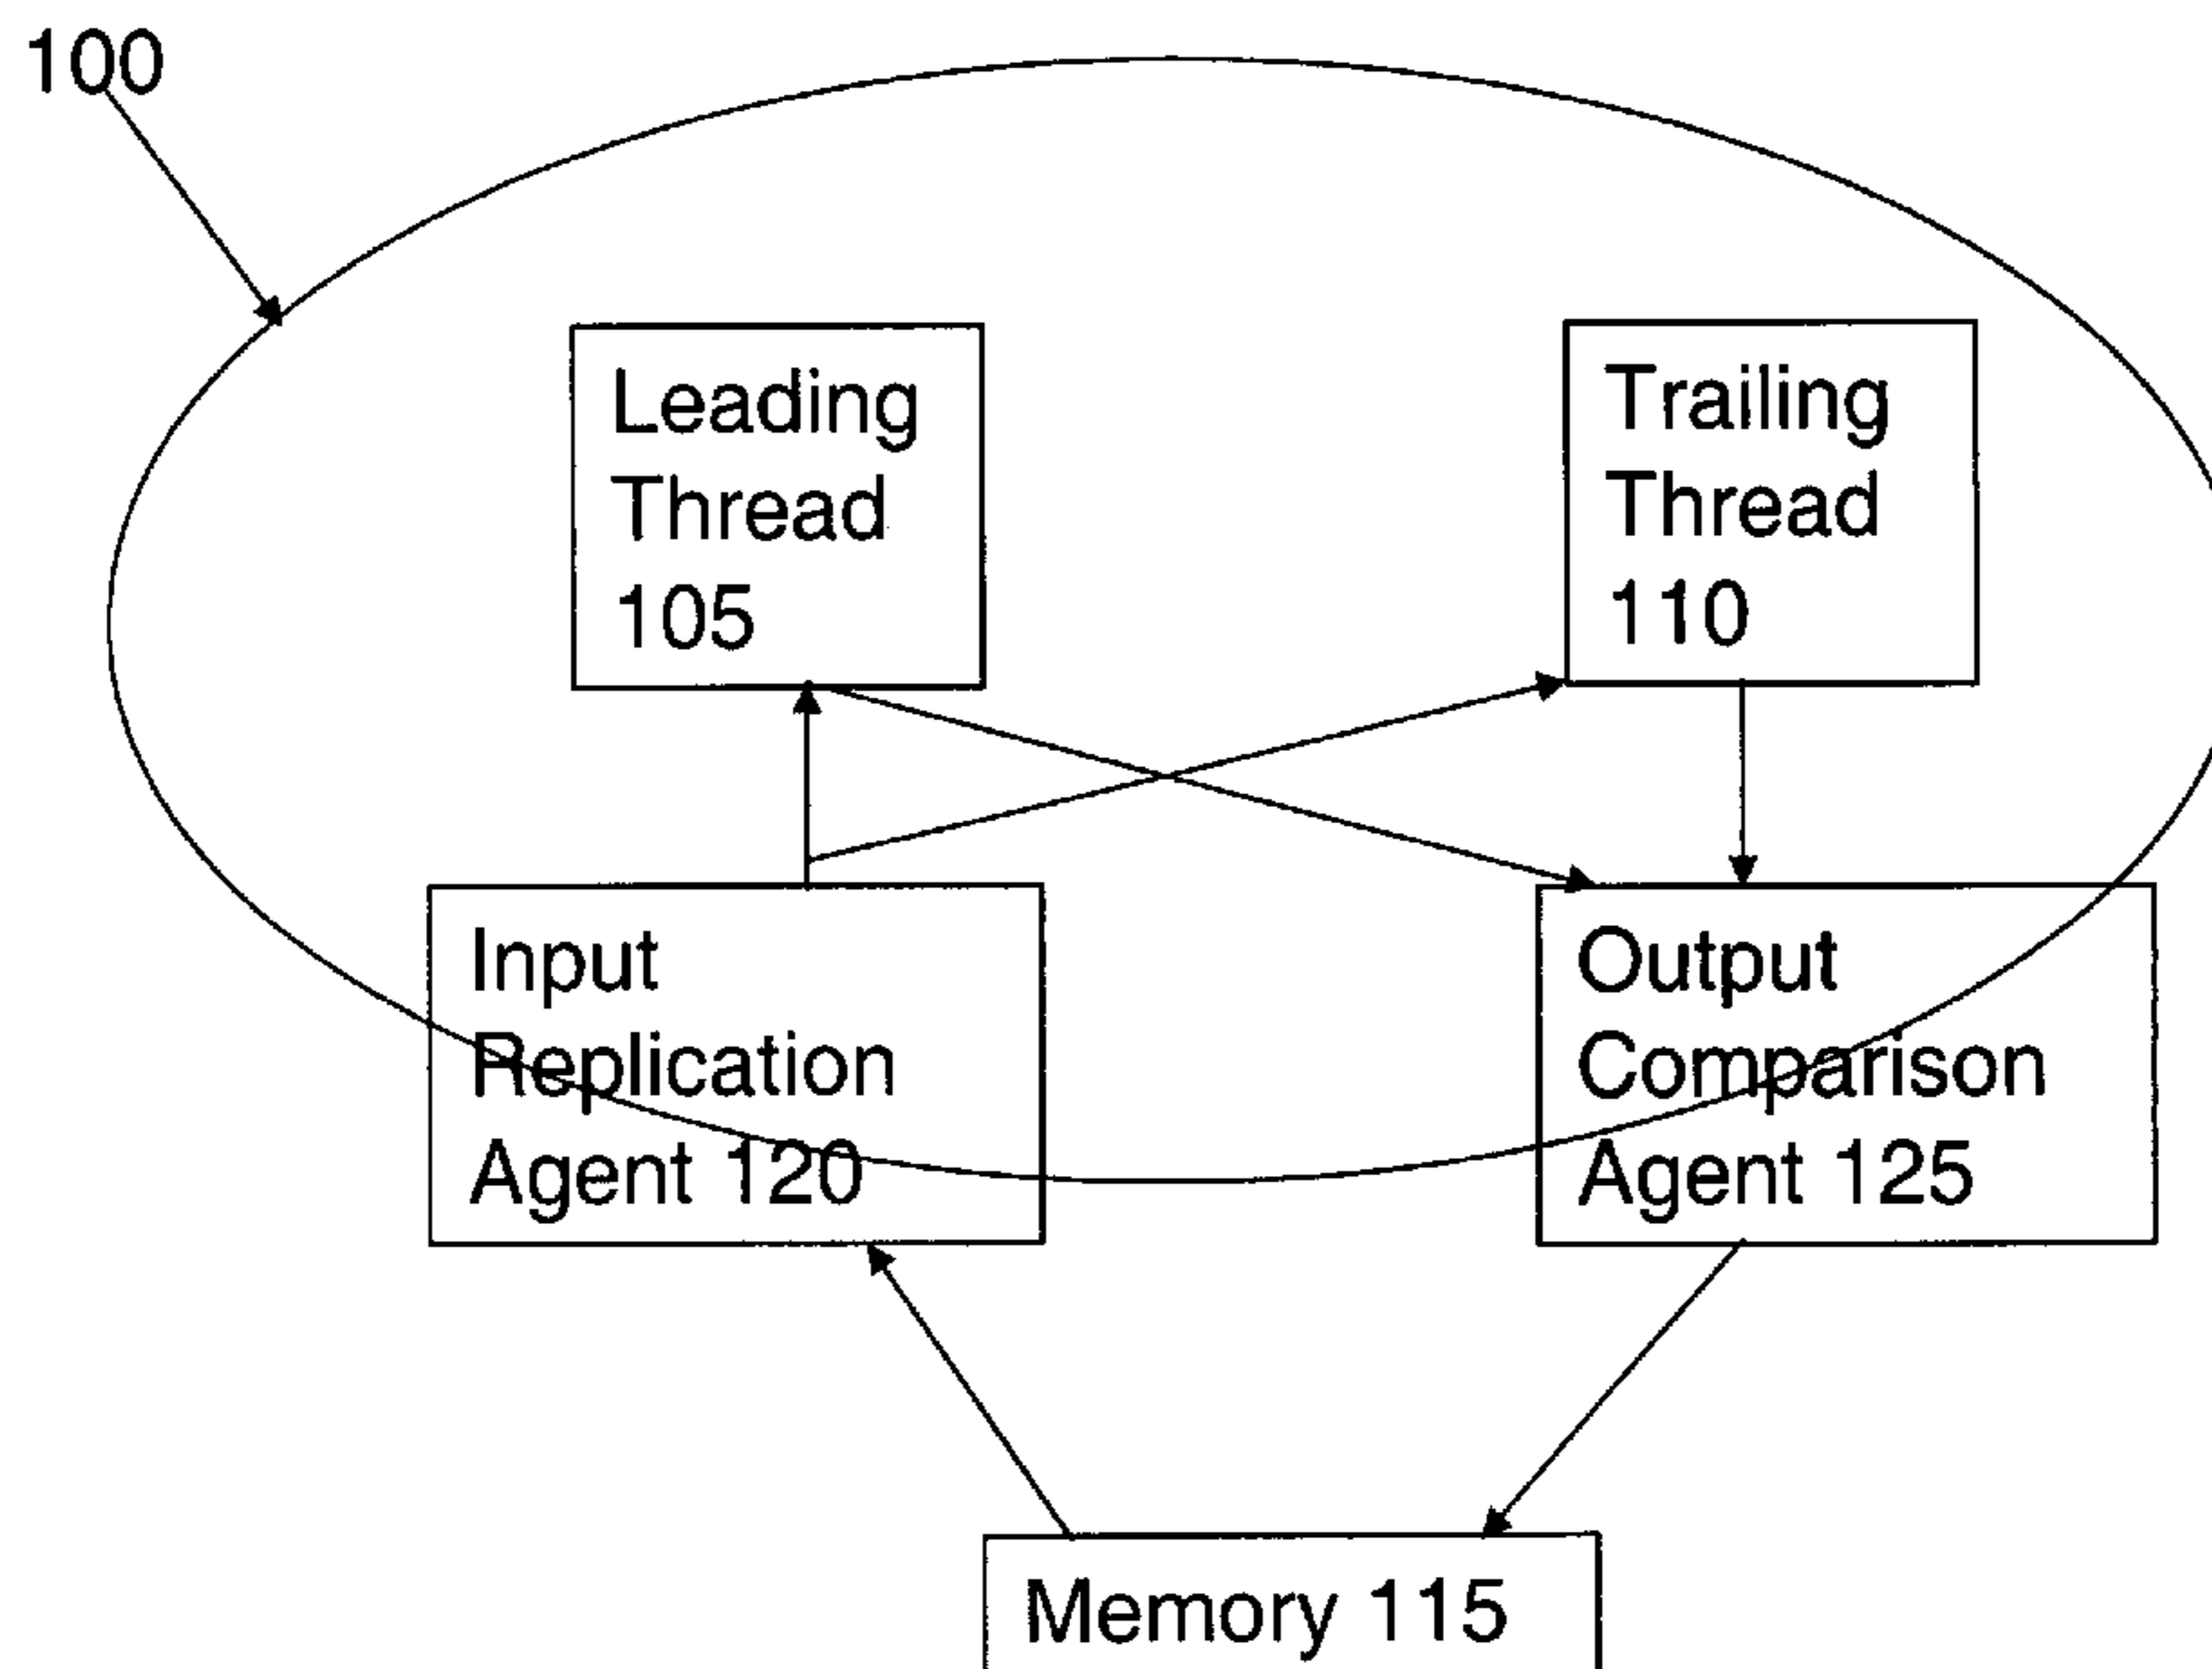 100
Leading
Thread
105
Trailing
Thread
110
Input
Replication
Agent 120
Output
Comparison
Agent 125
Memory 115